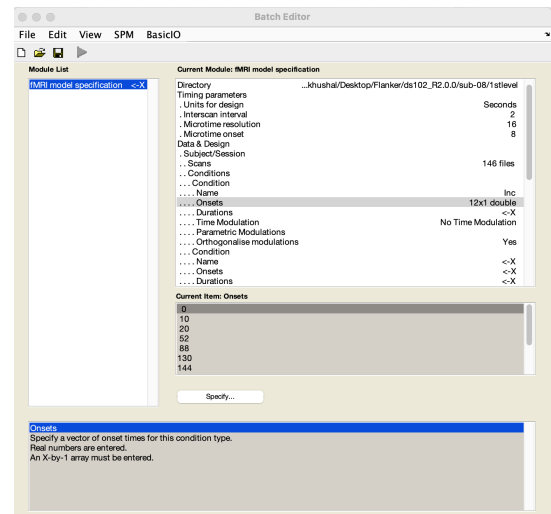 Batch Editor
File Edit View SPM BasicIO
Module List
fMRI model specification <-X
Current Module: fMRI model specification
Directory ...khushal/Desktop/Flanker/ds102_R2.0.0/sub-08/1stlevel
Timing parameters
. Units for design Seconds
. Interscan interval 2
. Microtime resolution 16
. Microtime onset 8
Data & Design
. Subject/Session
. . Scans 146 files
. . Conditions
. . . Condition
. . . . Name Inc
. . . . Onsets 12x1 double
. . . . Durations <-X
. . . . Time Modulation No Time Modulation
. . . . Parametric Modulations
. . . . Orthogonalise modulations Yes
. . . Condition
. . . . Name <-X
. . . . Onsets <-X
. . . . Durations <-X
Current Item: Onsets
0
10
20
52
88
130
144
Specify...
Onsets
Specify a vector of onset times for this condition type.
Real numbers are entered.
An X-by-1 array must be entered.